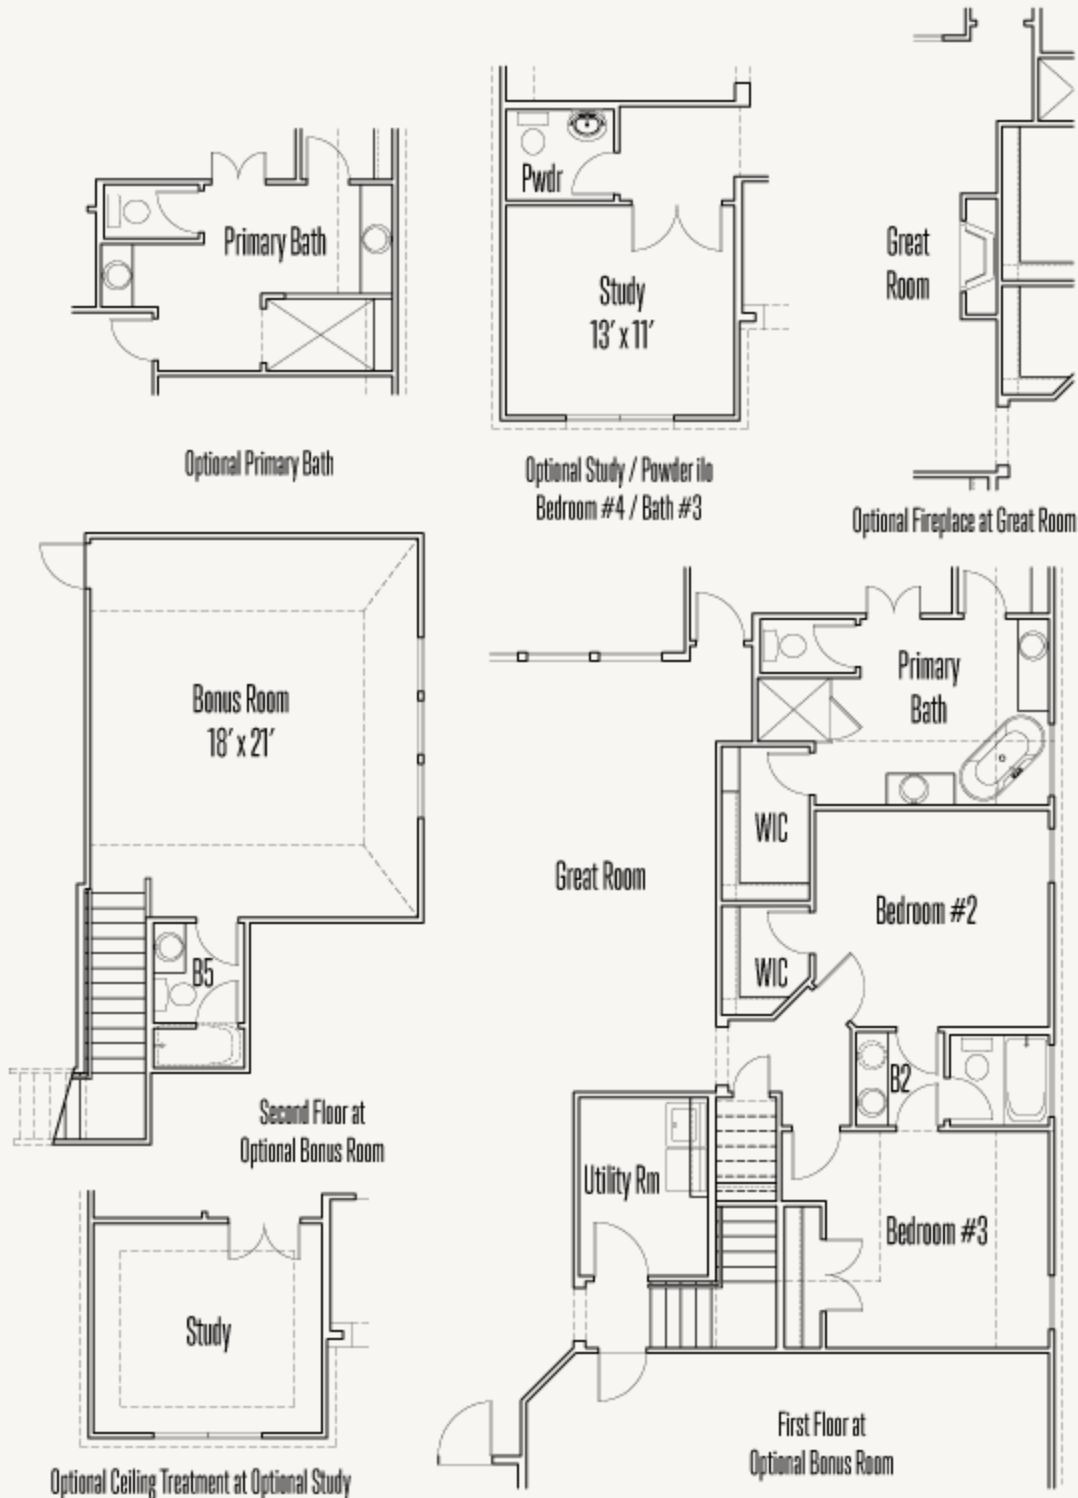 Primary Bath
Optional Primary Bath
Pwdr
Study
13' x 11'
Optional Study / Powder ilo
Bedroom #4 / Bath #3
Great
Room
Optional Fireplace at Great Room
Bonus Room
18' x 21'
B5
Second Floor at
Optional Bonus Room
Study
Optional Ceiling Treatment at Optional Study
Primary
Bath
WIC
Great Room
Bedroom #2
WIC
B2
Utility Rm
Bedroom #3
First Floor at
Optional Bonus Room